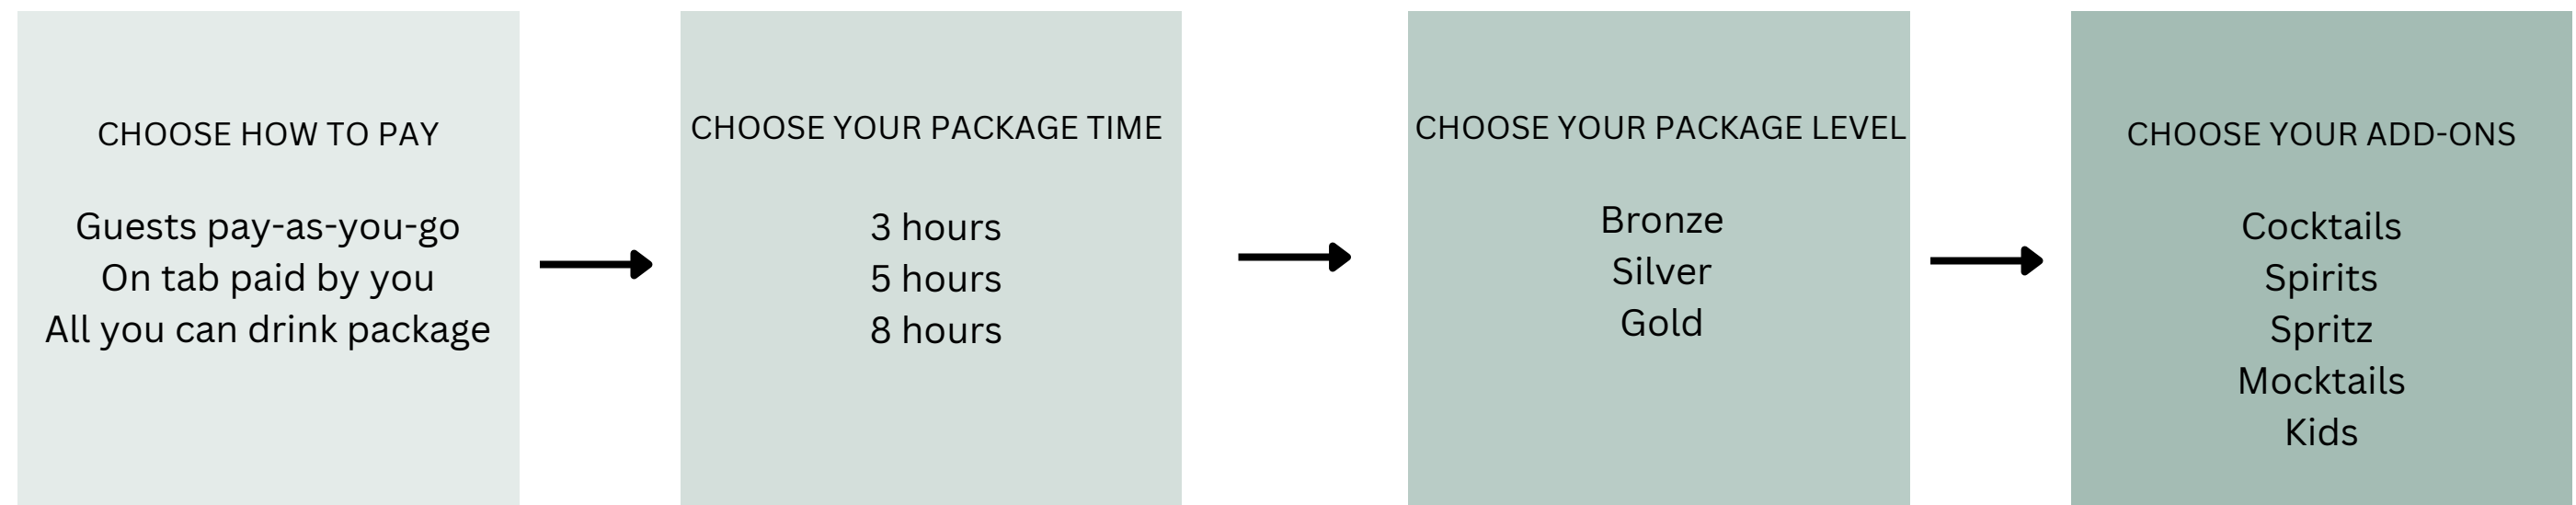 CHOOSE HOW TO PAY
Guests pay-as-you-go
On tab paid by you
All you can drink package
CHOOSE YOUR PACKAGE TIME
3 hours
5 hours
8 hours
CHOOSE YOUR PACKAGE LEVEL
Bronze
Silver
Gold
CHOOSE YOUR ADD-ONS
Cocktails
Spirits
Spritz
Mocktails
Kids